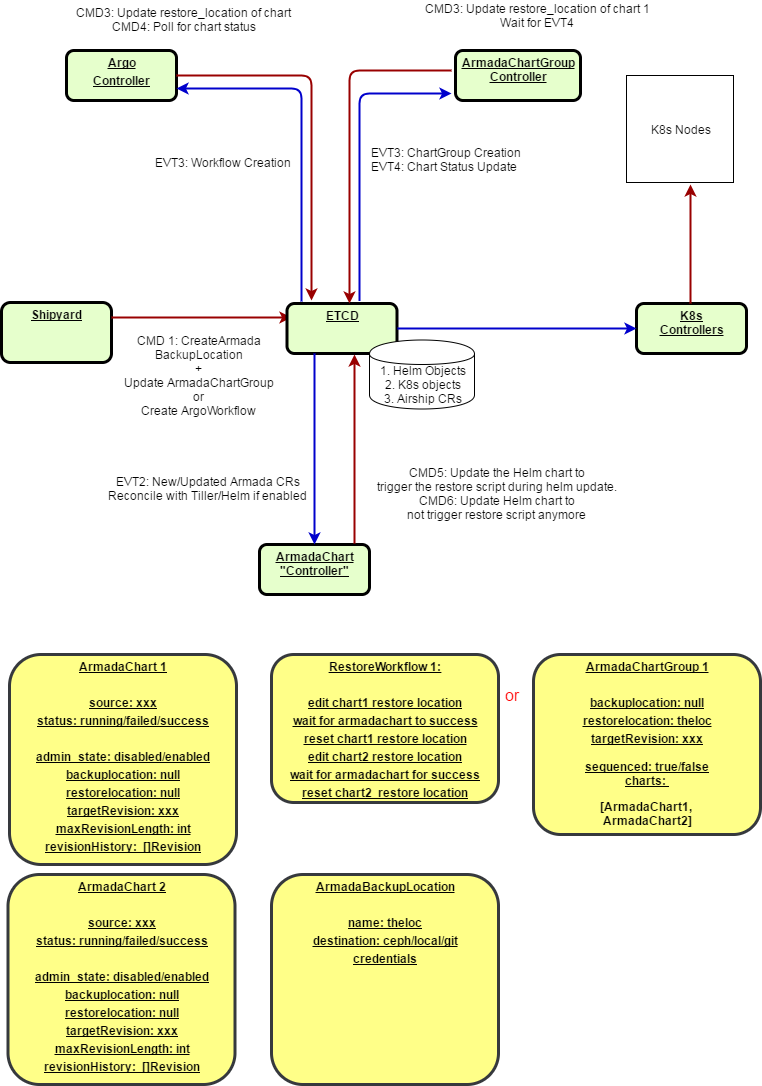 CMD3: Update restore_location of chart
CMD4: Poll for chart status
CMD3: Update restore_location of chart 1
Wait for EVT4
Argo
Controller
ArmadaChartGroup
Controller
K8s Nodes
EVT3: Workflow Creation
EVT3: ChartGroup Creation
EVT4: Chart Status Update
Shipyard
ETCD
K8s
Controllers
CMD 1: CreateArmada
BackupLocation
+
Update ArmadaChartGroup
or
Create ArgoWorkflow
1. Helm Objects
2. K8s objects
3. Airship CRs
EVT2: New/Updated Armada CRs
Reconcile with Tiller/Helm if enabled
CMD5: Update the Helm chart to
trigger the restore script during helm update.
CMD6: Update Helm chart to
not trigger restore script anymore
ArmadaChart
"Controller"
ArmadaChart 1
source: xxx
status: running/failed/success
admin_state: disabled/enabled
backuplocation: null
restorelocation: null
targetRevision: xxx
maxRevisionLength: int
revisionHistory: []Revision
RestoreWorkflow 1:
edit chart1 restore location
wait for armadachart to success
reset chart1 restore location
edit chart2 restore location
wait for armadachart for success
reset chart2 restore location
or
ArmadaChartGroup 1
backuplocation: null
restorelocation: theloc
targetRevision: xxx
sequenced: true/false
charts:
[ArmadaChart1,
ArmadaChart2]
ArmadaChart 2
source: xxx
status: running/failed/success
admin_state: disabled/enabled
backuplocation: null
restorelocation: null
targetRevision: xxx
maxRevisionLength: int
revisionHistory: []Revision
ArmadaBackupLocation
name: theloc
destination: ceph/local/git
credentials